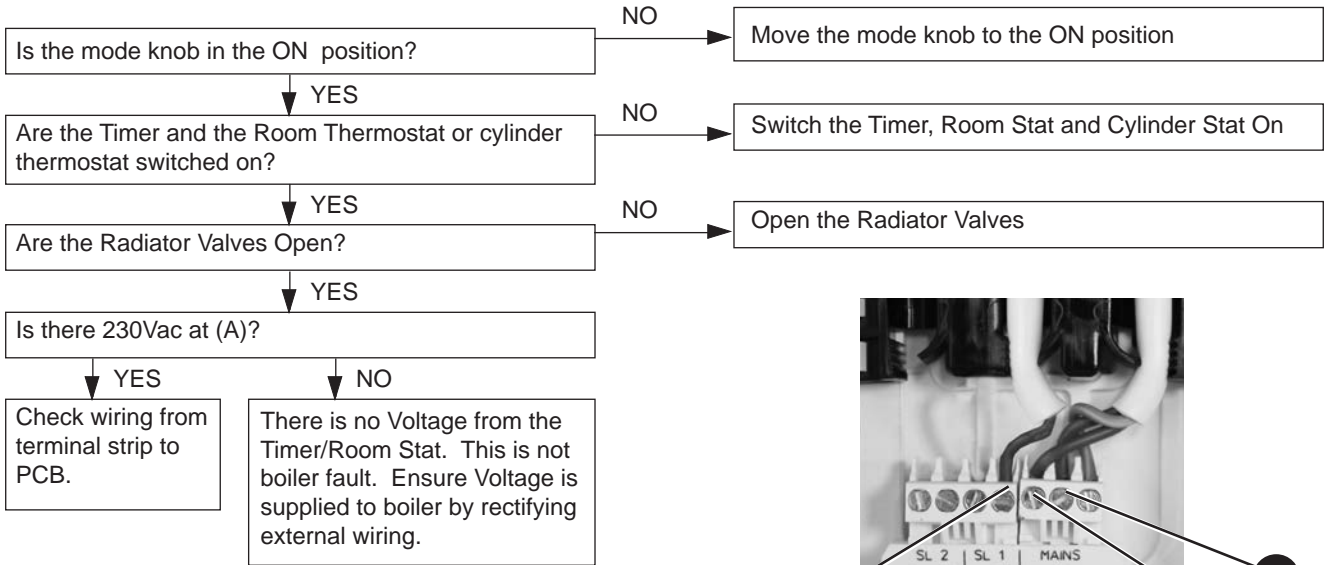 Is the mode knob in the ON position?
NO
Move the mode knob to the ON position
YES
Are the Timer and the Room Thermostat or cylinder
thermostat switched on?
NO
Switch the Timer, Room Stat and Cylinder Stat On
YES
Are the Radiator Valves Open?
NO
Open the Radiator Valves
YES
Is there 230Vac at (A)?
YES
NO
Check wiring from
terminal strip to
PCB.
There is no Voltage from the
Timer/Room Stat. This is not
boiler fault. Ensure Voltage is
supplied to boiler by rectifying
external wiring.
SL 2 | SL 1 | MAINS